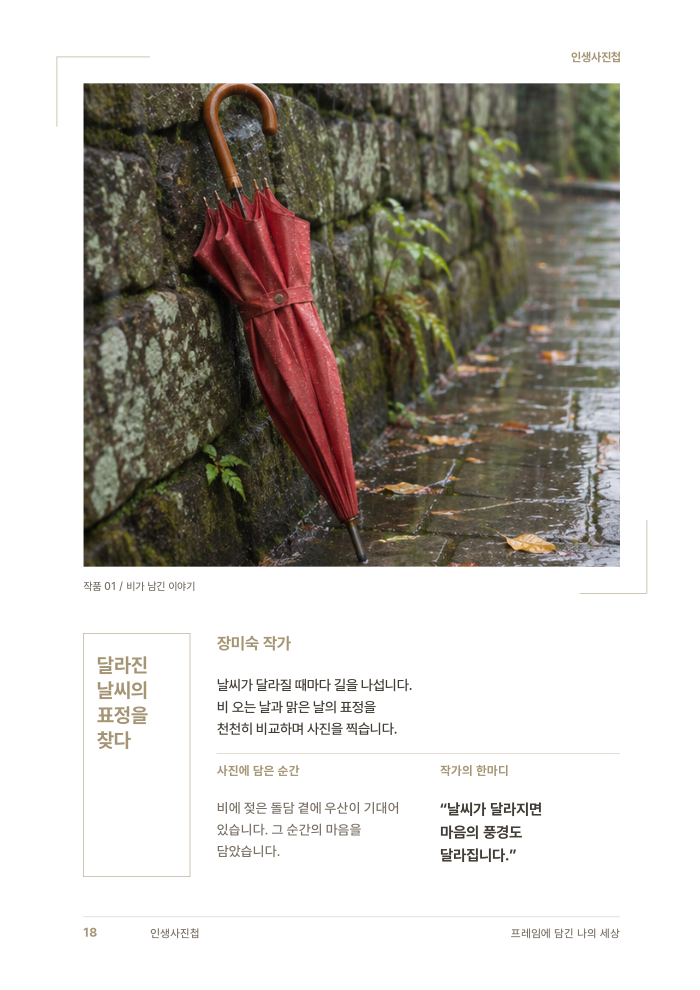 인생사진첩
작품 01 / 비가 남긴 이야기
달라진
날씨의
표정을
찾다
장미숙 작가
날씨가 달라질 때마다 길을 나섭니다.
비 오는 날과 맑은 날의 표정을
천천히 비교하며 사진을 찍습니다.
사진에 담은 순간
비에 젖은 돌담 곁에 우산이 기대어
있습니다. 그 순간의 마음을
담았습니다.
작가의 한마디
“날씨가 달라지면
마음의 풍경도
달라집니다.”
18
인생사진첩
프레임에 담긴 나의 세상